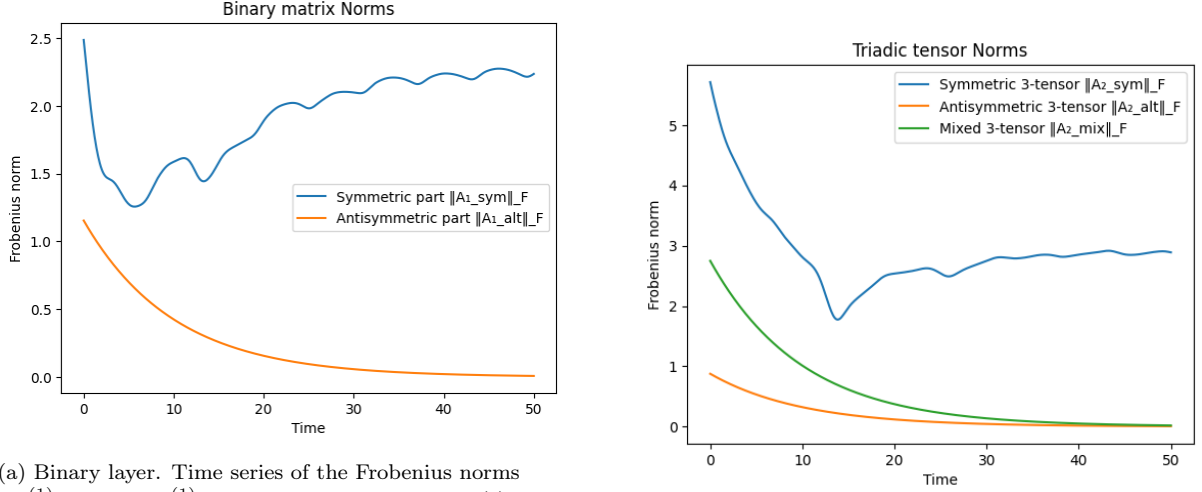 Binary matrix Norms
2.5
2.0
1.5
1.0
0.5
0.0
Frobenius norm
Symmetric part ‖A₁_sym‖_F
Antisymmetric part ‖A₁_alt‖_F
0 10 20 30 40 50
Time
(a) Binary layer. Time series of the Frobenius norms
Triadic tensor Norms
5
4
3
2
1
0
Frobenius norm
Symmetric 3-tensor ‖A₂_sym‖_F
Antisymmetric 3-tensor ‖A₂_alt‖_F
Mixed 3-tensor ‖A₂_mix‖_F
0 10 20 30 40 50
Time